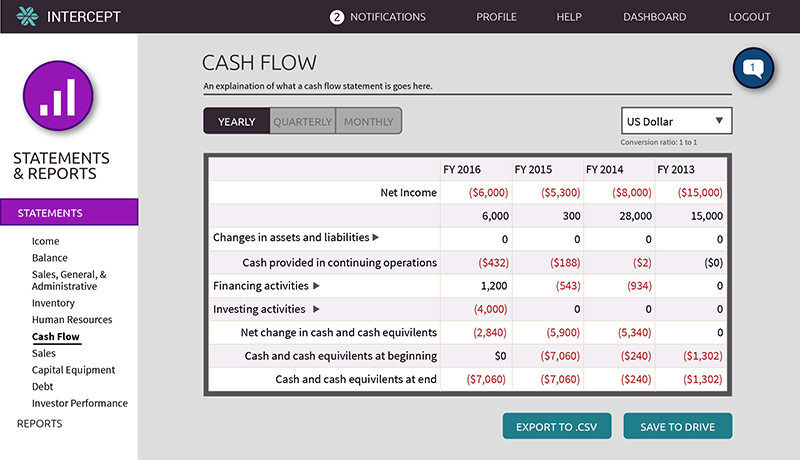 INTERCEPT
2 NOTIFICATIONS PROFILE HELP DASHBOARD LOGOUT
STATEMENTS
& REPORTS
STATEMENTS
Icome
Balance
Sales, General, &
Administrative
Inventory
Human Resources
Cash Flow
Sales
Capital Equipment
Debt
Investor Performance
REPORTS
CASH FLOW
An explaination of what a cash flow statement is goes here.
1
YEARLY QUARTERLY MONTHLY
US Dollar
Conversion ratio: 1 to 1
FY 2016 FY 2015 FY 2014 FY 2013
Net Income ($6,000) ($5,300) ($8,000) ($15,000)
6,000 300 28,000 15,000
Changes in assets and liabilities 0 0 0 0
Cash provided in continuing operations ($432) ($188) ($2) ($0)
Financing activities 1,200 (543) (934) 0
Investing activities (4,000) 0 0 0
Net change in cash and cash equivilents (2,840) (5,900) (5,340) 0
Cash and cash equivilents at beginning $0 ($7,060) ($240) ($1,302)
Cash and cash equivilents at end ($7,060) ($7,060) ($240) ($1,302)
EXPORT TO .CSV SAVE TO DRIVE